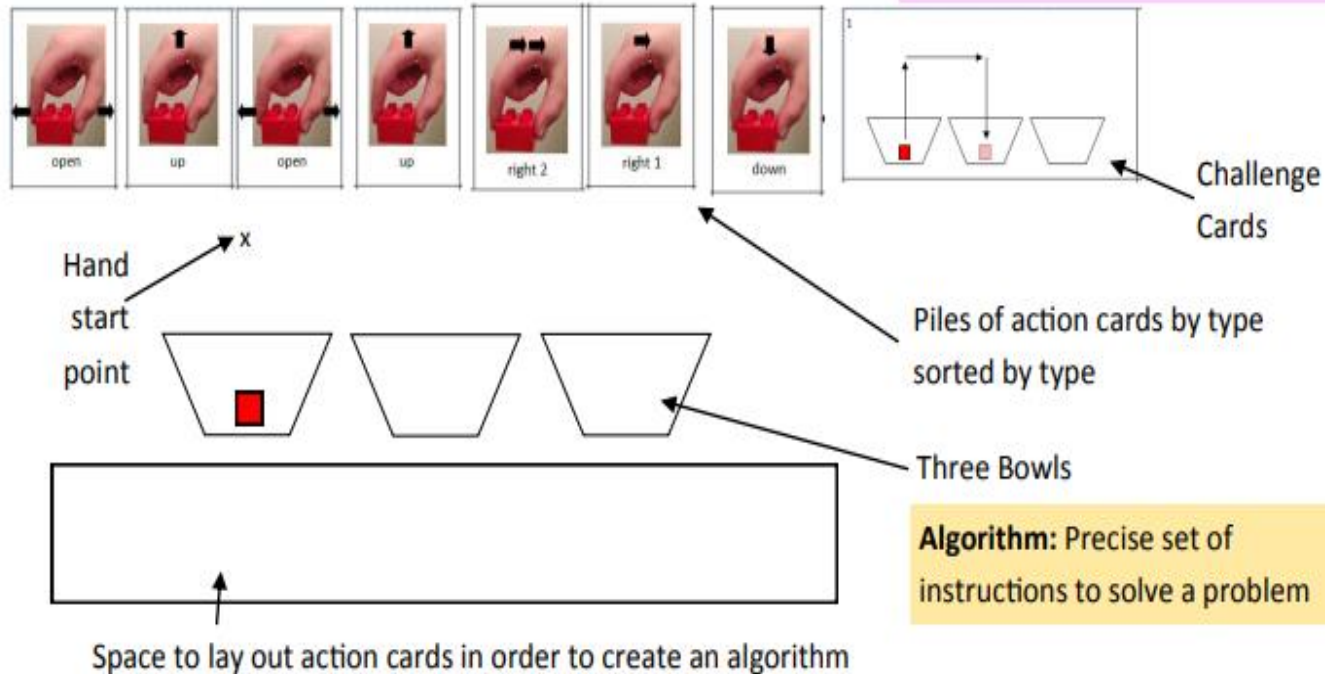 open
up
open
up
right 2
right 1
down
1
Challenge
Cards
x
Hand
start
point
Piles of action cards by type
sorted by type
Three Bowls
Algorithm: Precise set of
instructions to solve a problem
Space to lay out action cards in order to create an algorithm